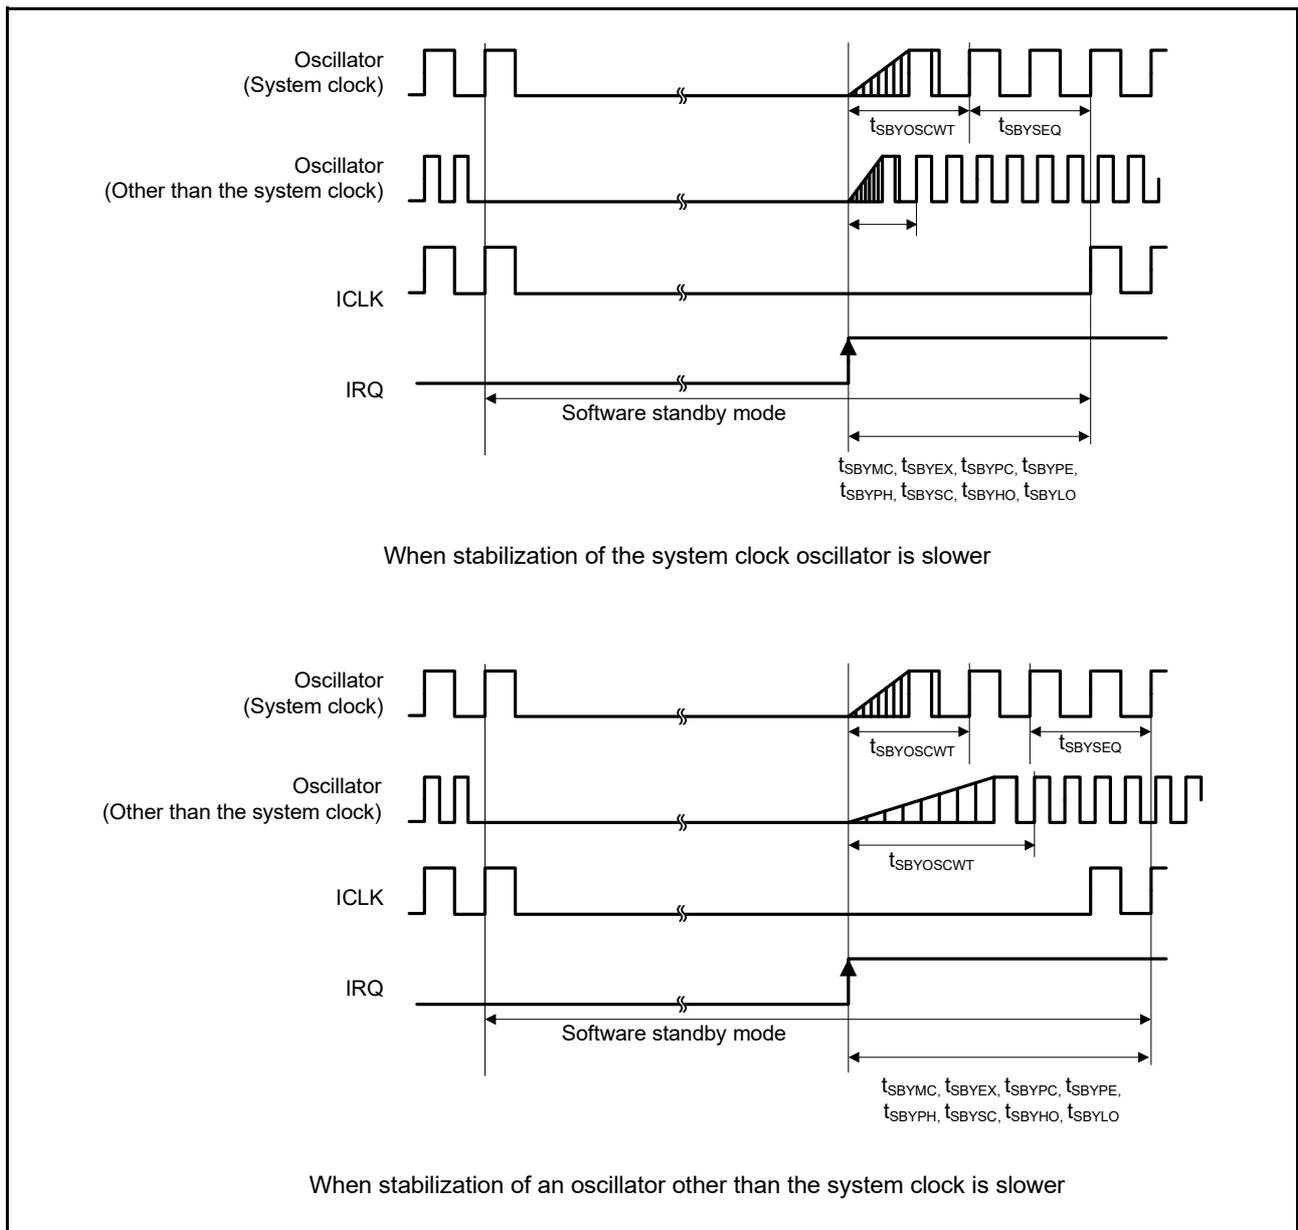 Oscillator
(System clock)
tSBYOSCWT
tSBYSEQ
Oscillator
(Other than the system clock)
ICLK
IRQ
Software standby mode
tSBYMC, tSBYEX, tSBYPC, tSBYPE,
tSBYPH, tSBYSC, tSBYHO, tSBYLO
When stabilization of the system clock oscillator is slower
Oscillator
(System clock)
tSBYOSCWT
tSBYSEQ
Oscillator
(Other than the system clock)
tSBYOSCWT
ICLK
IRQ
Software standby mode
tSBYMC, tSBYEX, tSBYPC, tSBYPE,
tSBYPH, tSBYSC, tSBYHO, tSBYLO
When stabilization of an oscillator other than the system clock is slower